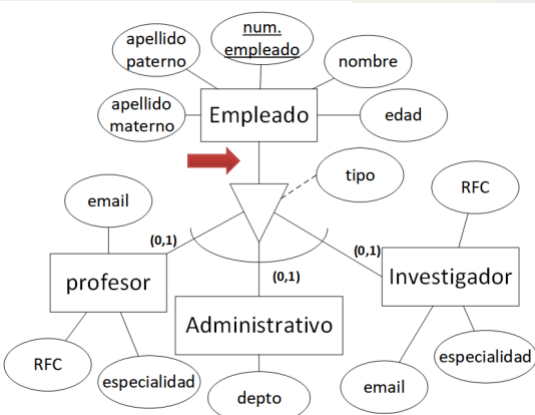 num.
empleado
apellido
paterno
nombre
apellido
materno
Empleado
edad
tipo
RFC
email
(0,1)
(0,1)
(0,1)
profesor
Investigador
Administrativo
RFC
especialidad
depto
email
especialidad